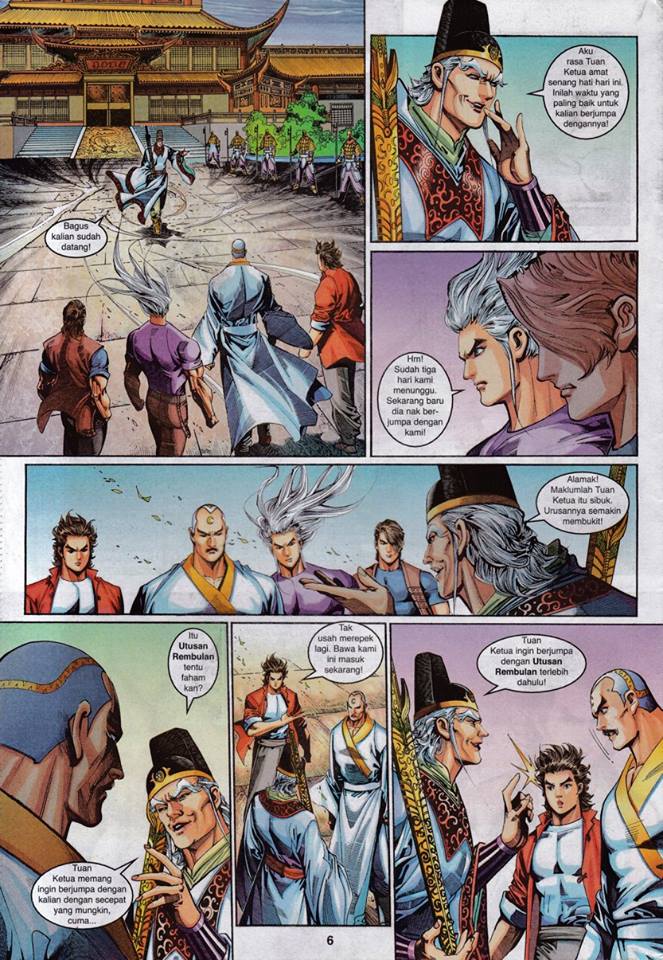 Bagus
kalian sudah
datang!
Aku
rasa Tuan
Ketua amat
senang hati hari ini.
Inilah waktu yang
paling baik untuk
kalian berjumpa
dengannya!
Hm!
Sudah tiga
hari kami
menunggu.
Sekarang baru
dia nak ber-
jumpa dengan
kami!
Alamak!
Maklumlah Tuan
Ketua itu sibuk.
Urusannya semakin
membukit!
Itu
Utusan
Rembulan
tentu
faham
kan?
Tuan
Ketua memang
ingin berjumpa dengan
kalian dengan secepat
yang mungkin,
cuma...
Tak
usah merepek
lagi. Bawa kami
ini masuk
sekarang!
Tuan
Ketua ingin berjumpa
dengan Utusan
Rembulan terlebih
dahulu!
6